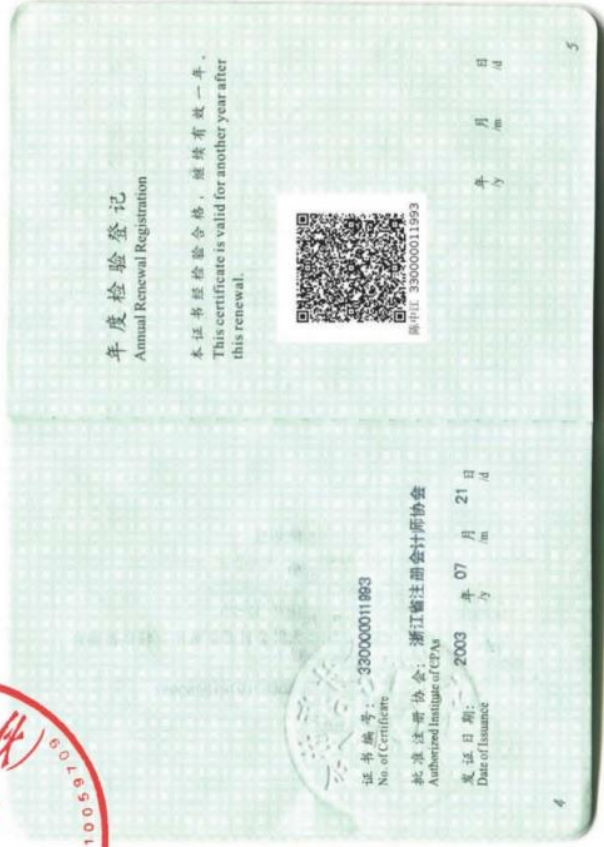 年度检验登记
Annual Renewal Registration
本证书经检验合格，继续有效一年。
This certificate is valid for another year after
this renewal.
陈中江 330000011993
年 月 日
/y /m /d
5
证书编号： 330000011993
No. of Certificate
批准注册协会： 浙江省注册会计师协会
Authorized Institute of CPAs
发证日期： 2003 年 07 月 21 日
Date of Issuance /y /m /d
4
10059709